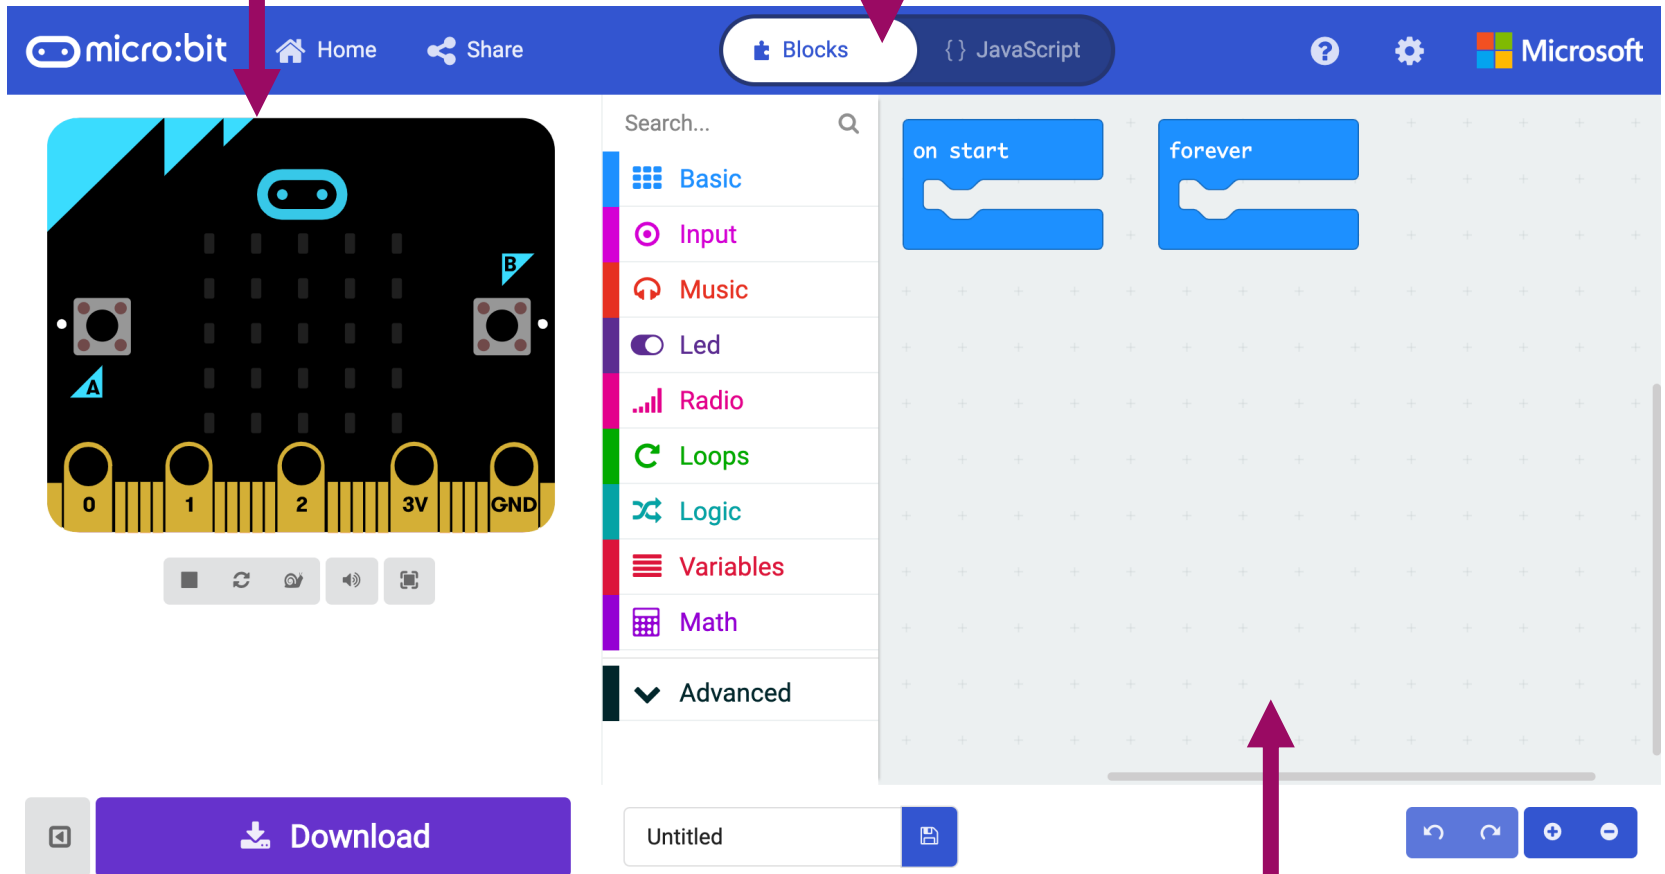 micro:bit Home Share Blocks { } JavaScript ? Microsoft
Search...
on start forever
Basic
Input
B
Music
Led
A
Radio
Loops
0 1 2 3V GND
Logic
Variables
Math
Advanced
Download Untitled